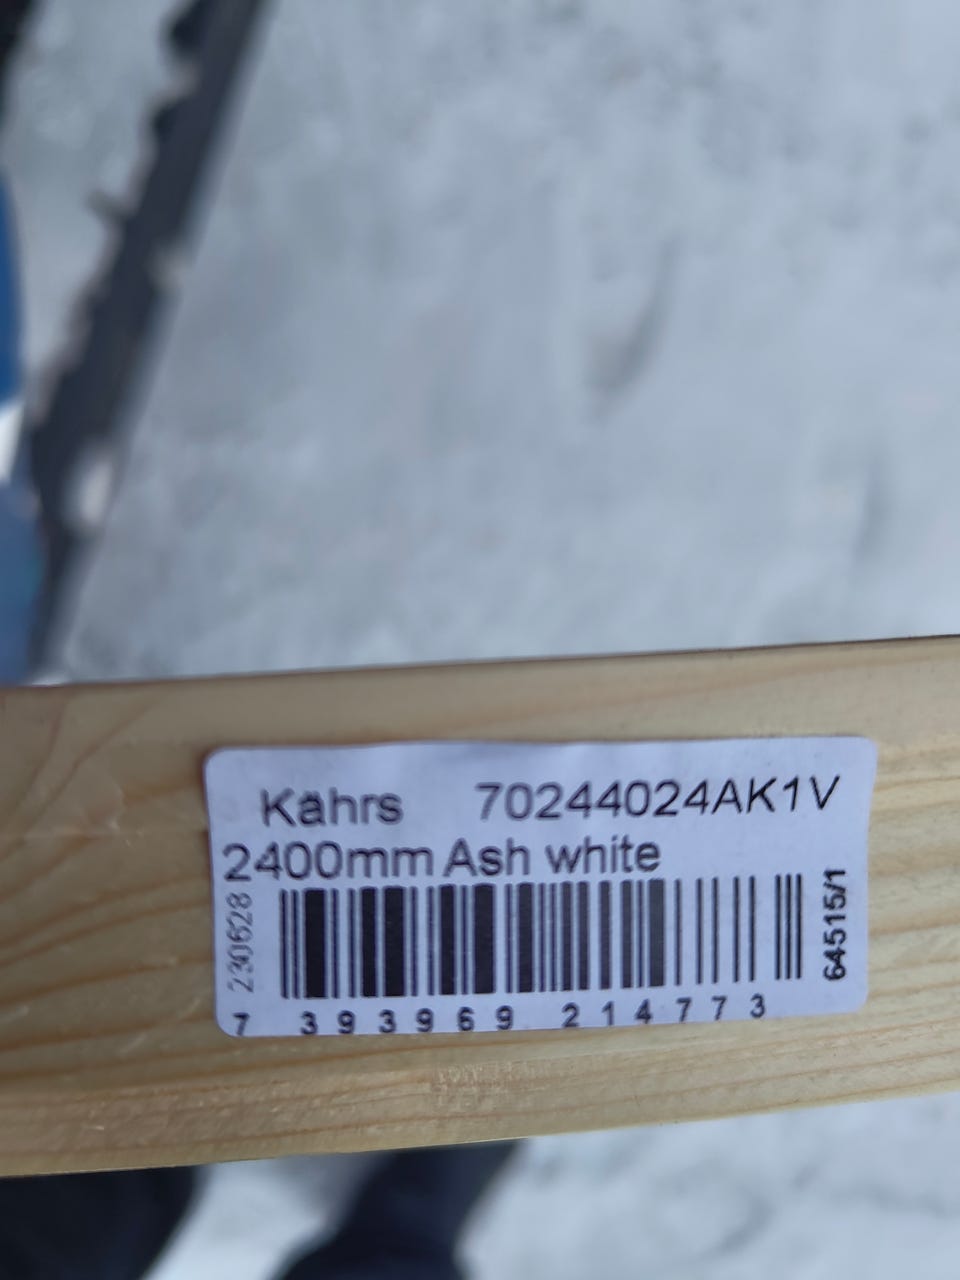 Kährs 70244024AK1V
2400mm Ash white
230628
64515/1
7 393969 214773